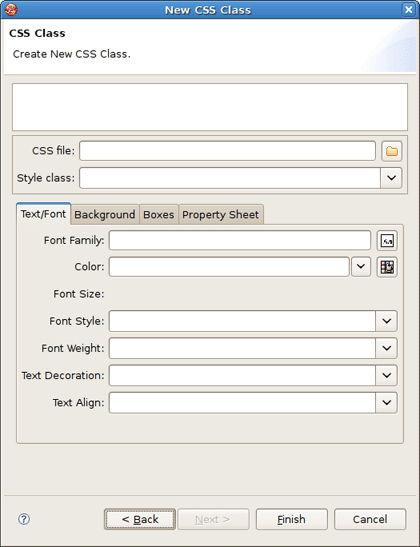 New CSS Class
CSS Class
Create New CSS Class.
CSS file:
Style class:
Text/Font Background Boxes Property Sheet
Font Family:
Color:
Font Size:
Font Style:
Font Weight:
Text Decoration:
Text Align:
? < Back Next > Finish Cancel